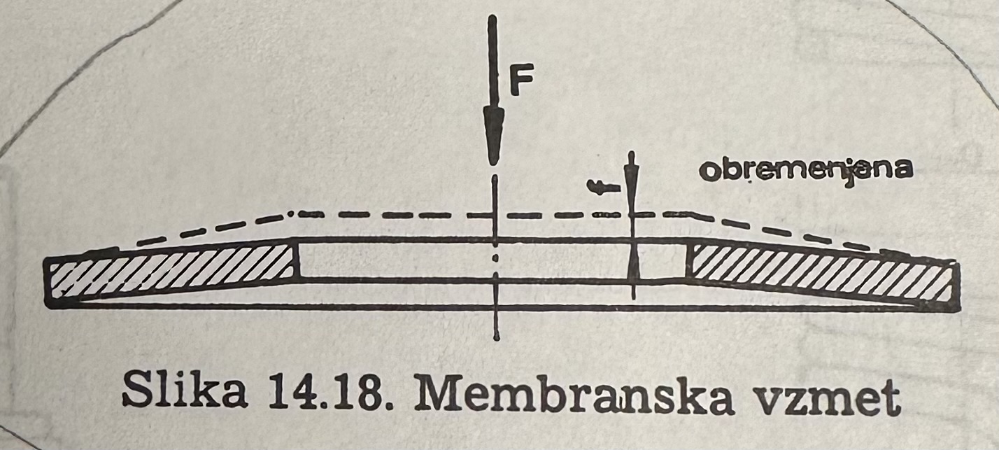 F
f
obremenjena
Slika 14.18. Membranska vzmet